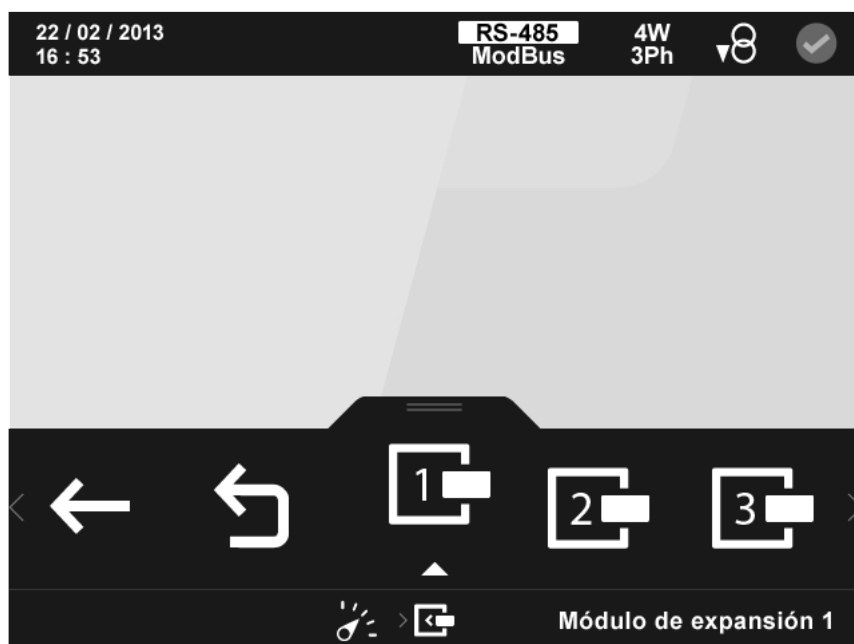 22 / 02 / 2013
16 : 53
RS-485
ModBus
4W
3Ph
1
2
3
Módulo de expansión 1